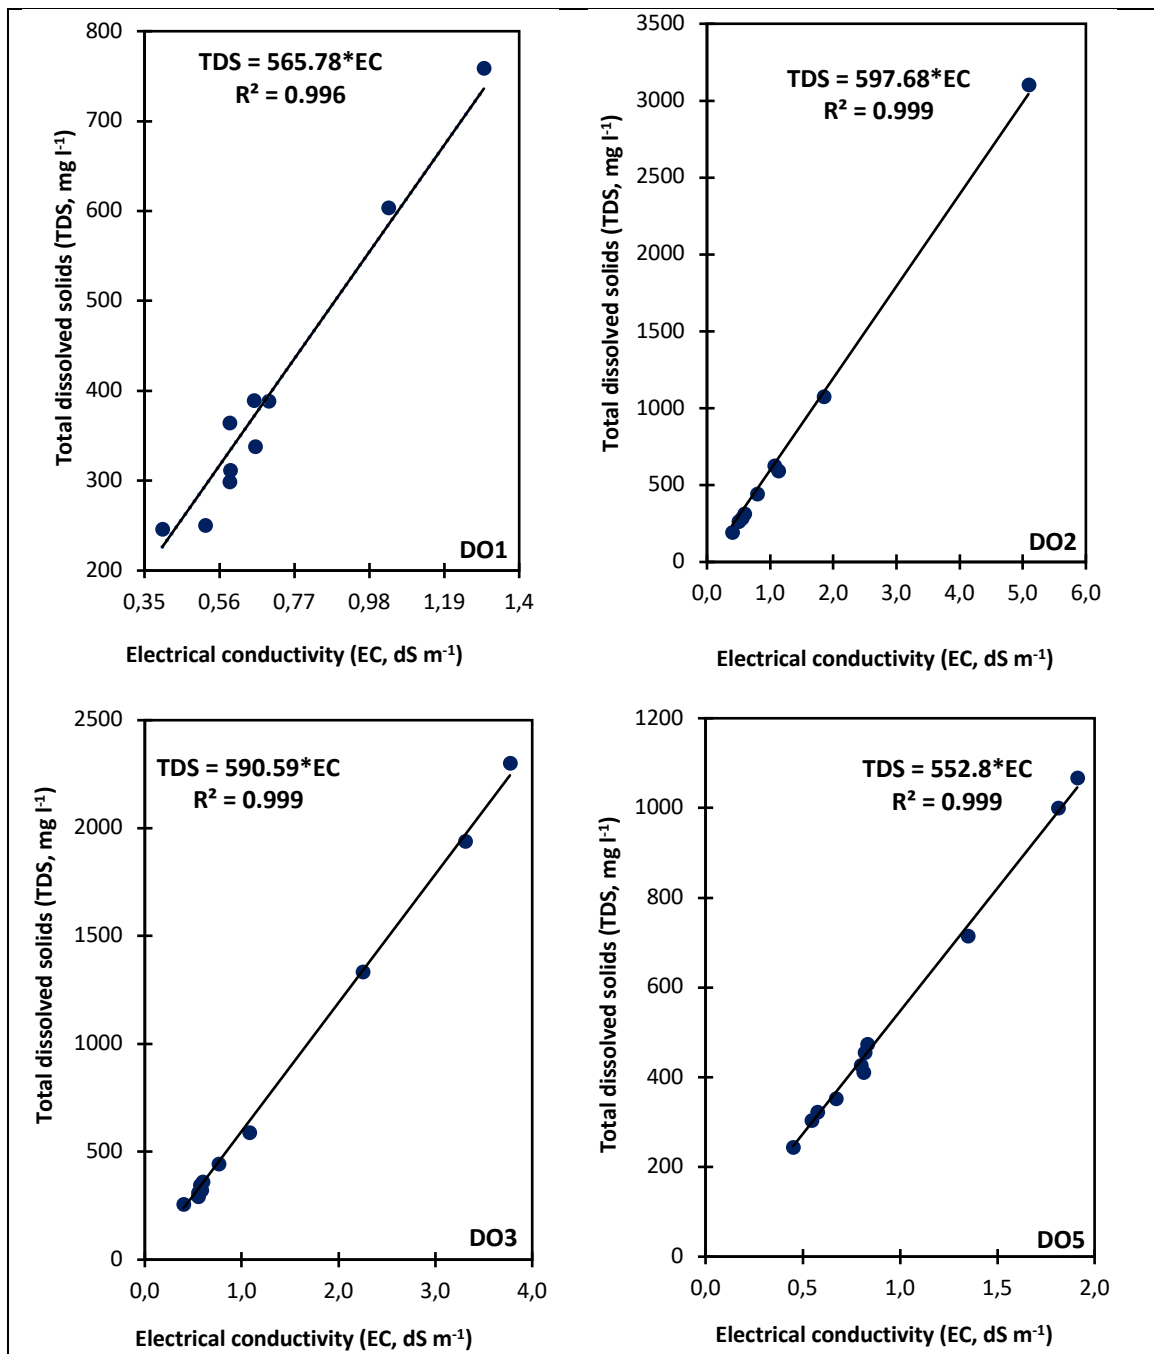 TDS = 565.78*EC
R² = 0.996
Total dissolved solids (TDS, mg l⁻¹)
800
700
600
500
400
300
200
0,35 0,56 0,77 0,98 1,19 1,4
DO1
Electrical conductivity (EC, dS m⁻¹)
TDS = 597.68*EC
R² = 0.999
Total dissolved solids (TDS, mg l⁻¹)
3500
3000
2500
2000
1500
1000
500
0
0,0 1,0 2,0 3,0 4,0 5,0 6,0
DO2
Electrical conductivity (EC, dS m⁻¹)
TDS = 590.59*EC
R² = 0.999
Total dissolved solids (TDS, mg l⁻¹)
2500
2000
1500
1000
500
0
0,0 1,0 2,0 3,0 4,0
DO3
Electrical conductivity (EC, dS m⁻¹)
TDS = 552.8*EC
R² = 0.999
Total dissolved solids (TDS, mg l⁻¹)
1200
1000
800
600
400
200
0
0,0 0,5 1,0 1,5 2,0
DO5
Electrical conductivity (EC, dS m⁻¹)